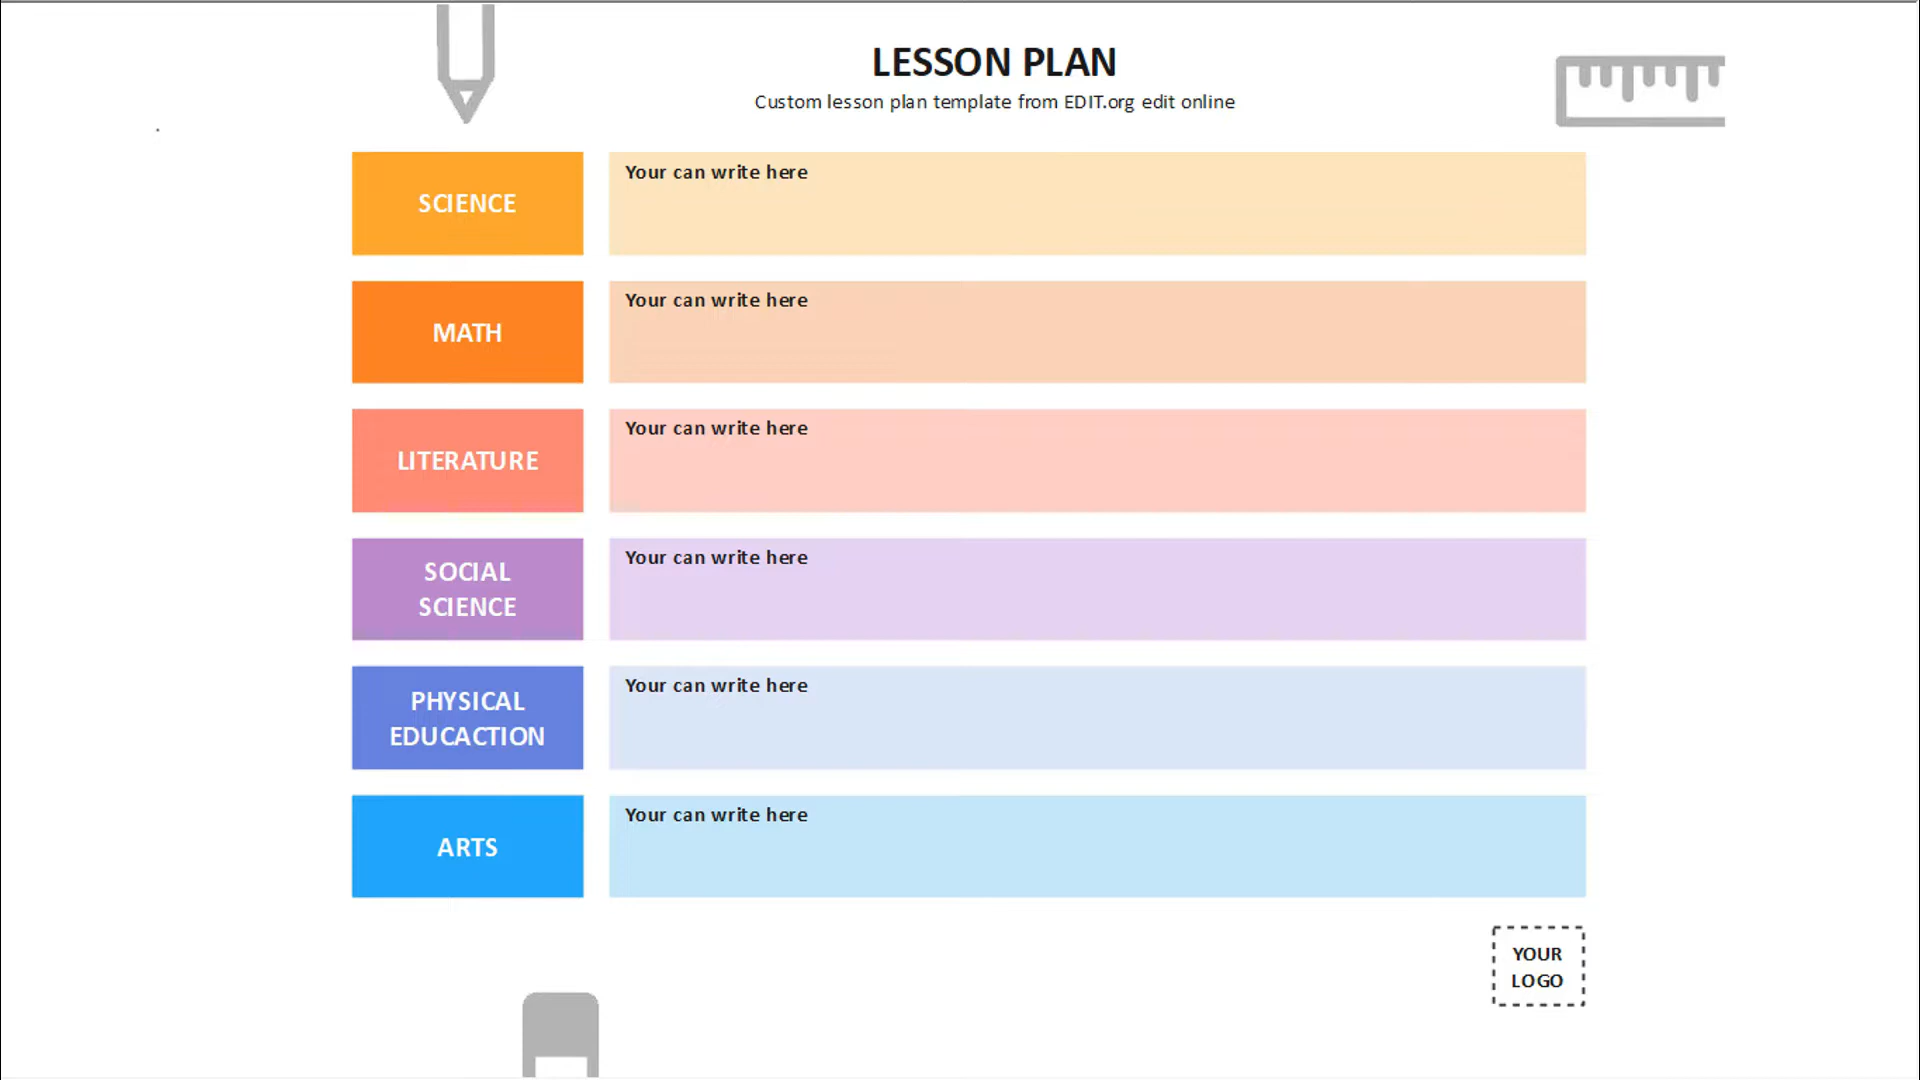 LESSON PLAN
Custom lesson plan template from EDIT.org edit online
SCIENCE
Your can write here
MATH
Your can write here
LITERATURE
Your can write here
SOCIAL
SCIENCE
Your can write here
PHYSICAL
EDUCACTION
Your can write here
ARTS
Your can write here
YOUR
LOGO